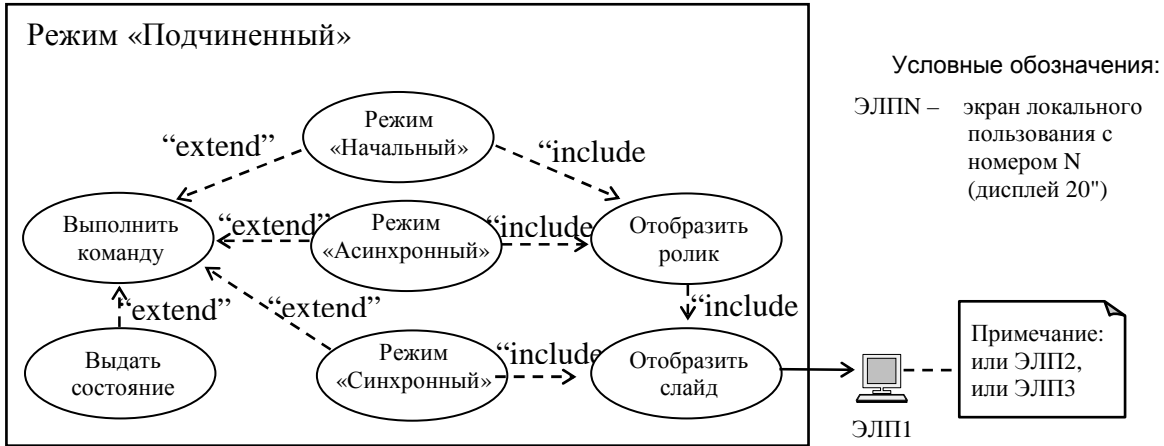 Режим «Подчиненный»
Условные обозначения:
ЭЛПN – экран локального
пользования с
номером N
(дисплей 20")
Режим
«Начальный»
“extend”
“include
Выполнить
команду
“extend”
Режим
«Асинхронный»
“include
Отобразить
ролик
“extend”
“extend”
“include
Выдать
состояние
Режим
«Синхронный»
“include
Отобразить
слайд
ЭЛП1
Примечание:
или ЭЛП2,
или ЭЛП3